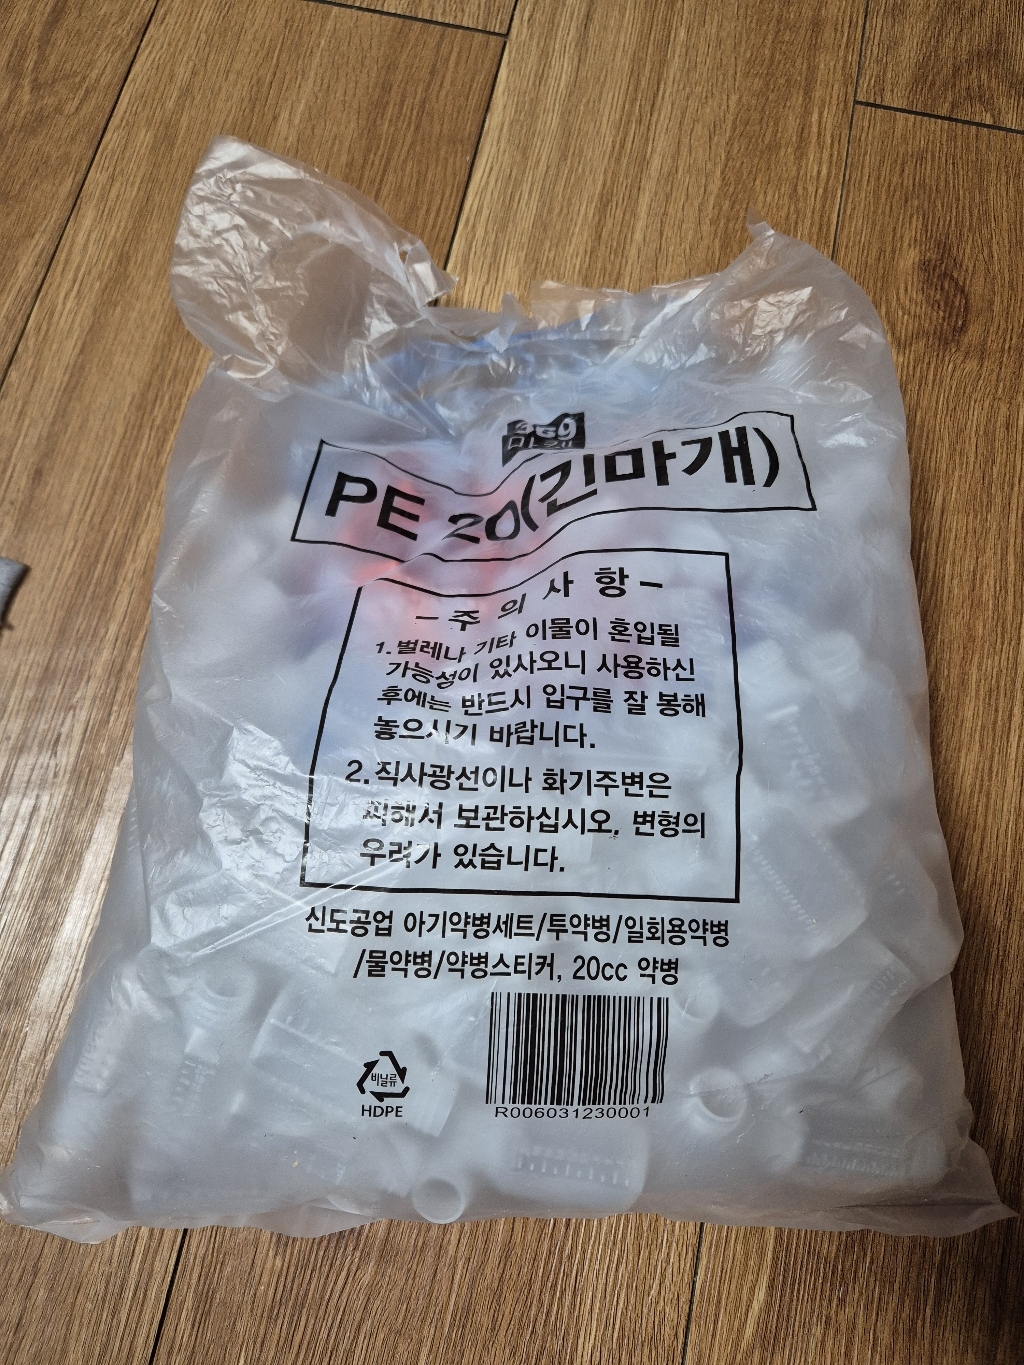 369
마켓
PE 20(긴마개)
-주 의 사 항-
1.벌레나 기타 이물이 혼입될
가능성이 있사오니 사용하신
후에는 반드시 입구를 잘 봉해
놓으시기 바랍니다.
2.직사광선이나 화기주변은
피해서 보관하십시오. 변형의
우려가 있습니다.
신도공업 아기약병세트/투약병/일회용약병
/물약병/약병스티커, 20cc 약병
비닐류
HDPE
R006031230001